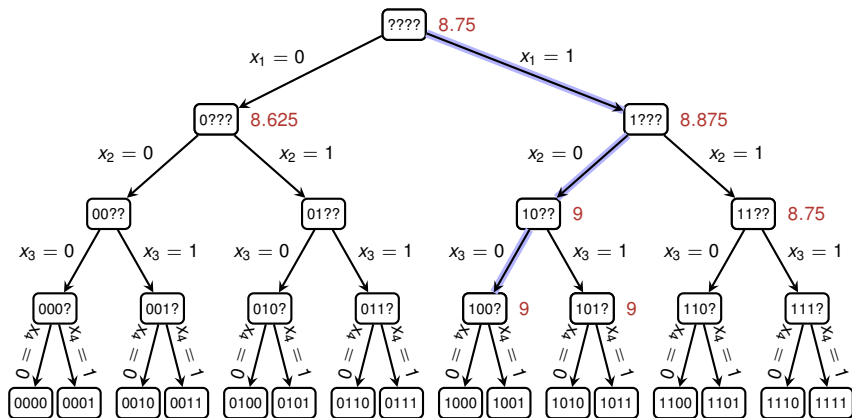 ???? 8.75
x₁ = 0 x₁ = 1
0??? 8.625 1??? 8.875
x₂ = 0 x₂ = 1 x₂ = 0 x₂ = 1
00?? 01?? 10?? 9 11?? 8.75
x₃ = 0 x₃ = 1 x₃ = 0 x₃ = 1 x₃ = 0 x₃ = 1 x₃ = 0 x₃ = 1
000? 001? 010? 011? 100? 9 101? 9 110? 111?
x₄ = 0 x₄ = 1 x₄ = 0 x₄ = 1 x₄ = 0 x₄ = 1 x₄ = 0 x₄ = 1 x₄ = 0 x₄ = 1 x₄ = 0 x₄ = 1 x₄ = 0 x₄ = 1 x₄ = 0 x₄ = 1
0000 0001 0010 0011 0100 0101 0110 0111 1000 1001 1010 1011 1100 1101 1110 1111